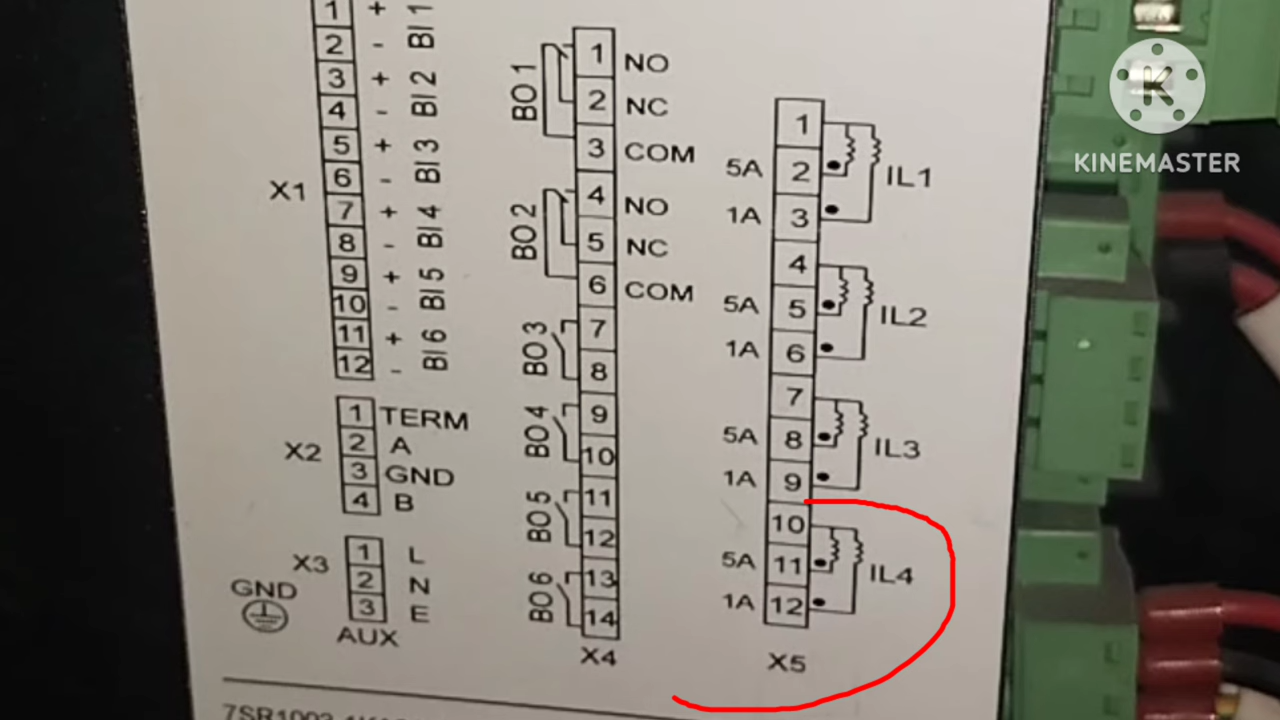 1 + BI 1
2 -
3 + BI 2
4 -
5 + BI 3
6 -
7 + BI 4
8 -
9 + BI 5
10 -
11 + BI 6
12 -
X1
1 TERM
2 A
3 GND
4 B
X2
X3
1 L
2 N
3 E
GND
AUX
BO 1
1 NO
2 NC
3 COM
BO 2
4 NO
5 NC
6 COM
BO 3
7
8
BO 4
9
10
BO 5
11
12
BO 6
13
14
X4
1
5A 2 IL1
1A 3
4
5A 5 IL2
1A 6
7
5A 8 IL3
1A 9
10
5A 11 IL4
1A 12
X5
K
KINEMASTER